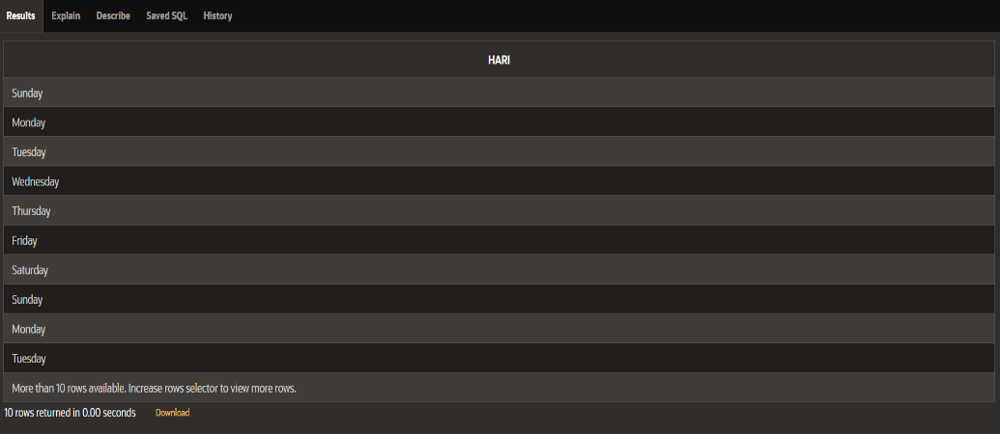 Results Explain Describe Saved SQL History
HARI
Sunday
Monday
Tuesday
Wednesday
Thursday
Friday
Saturday
Sunday
Monday
Tuesday
More than 10 rows available. Increase rows selector to view more rows.
10 rows returned in 0.00 seconds Download